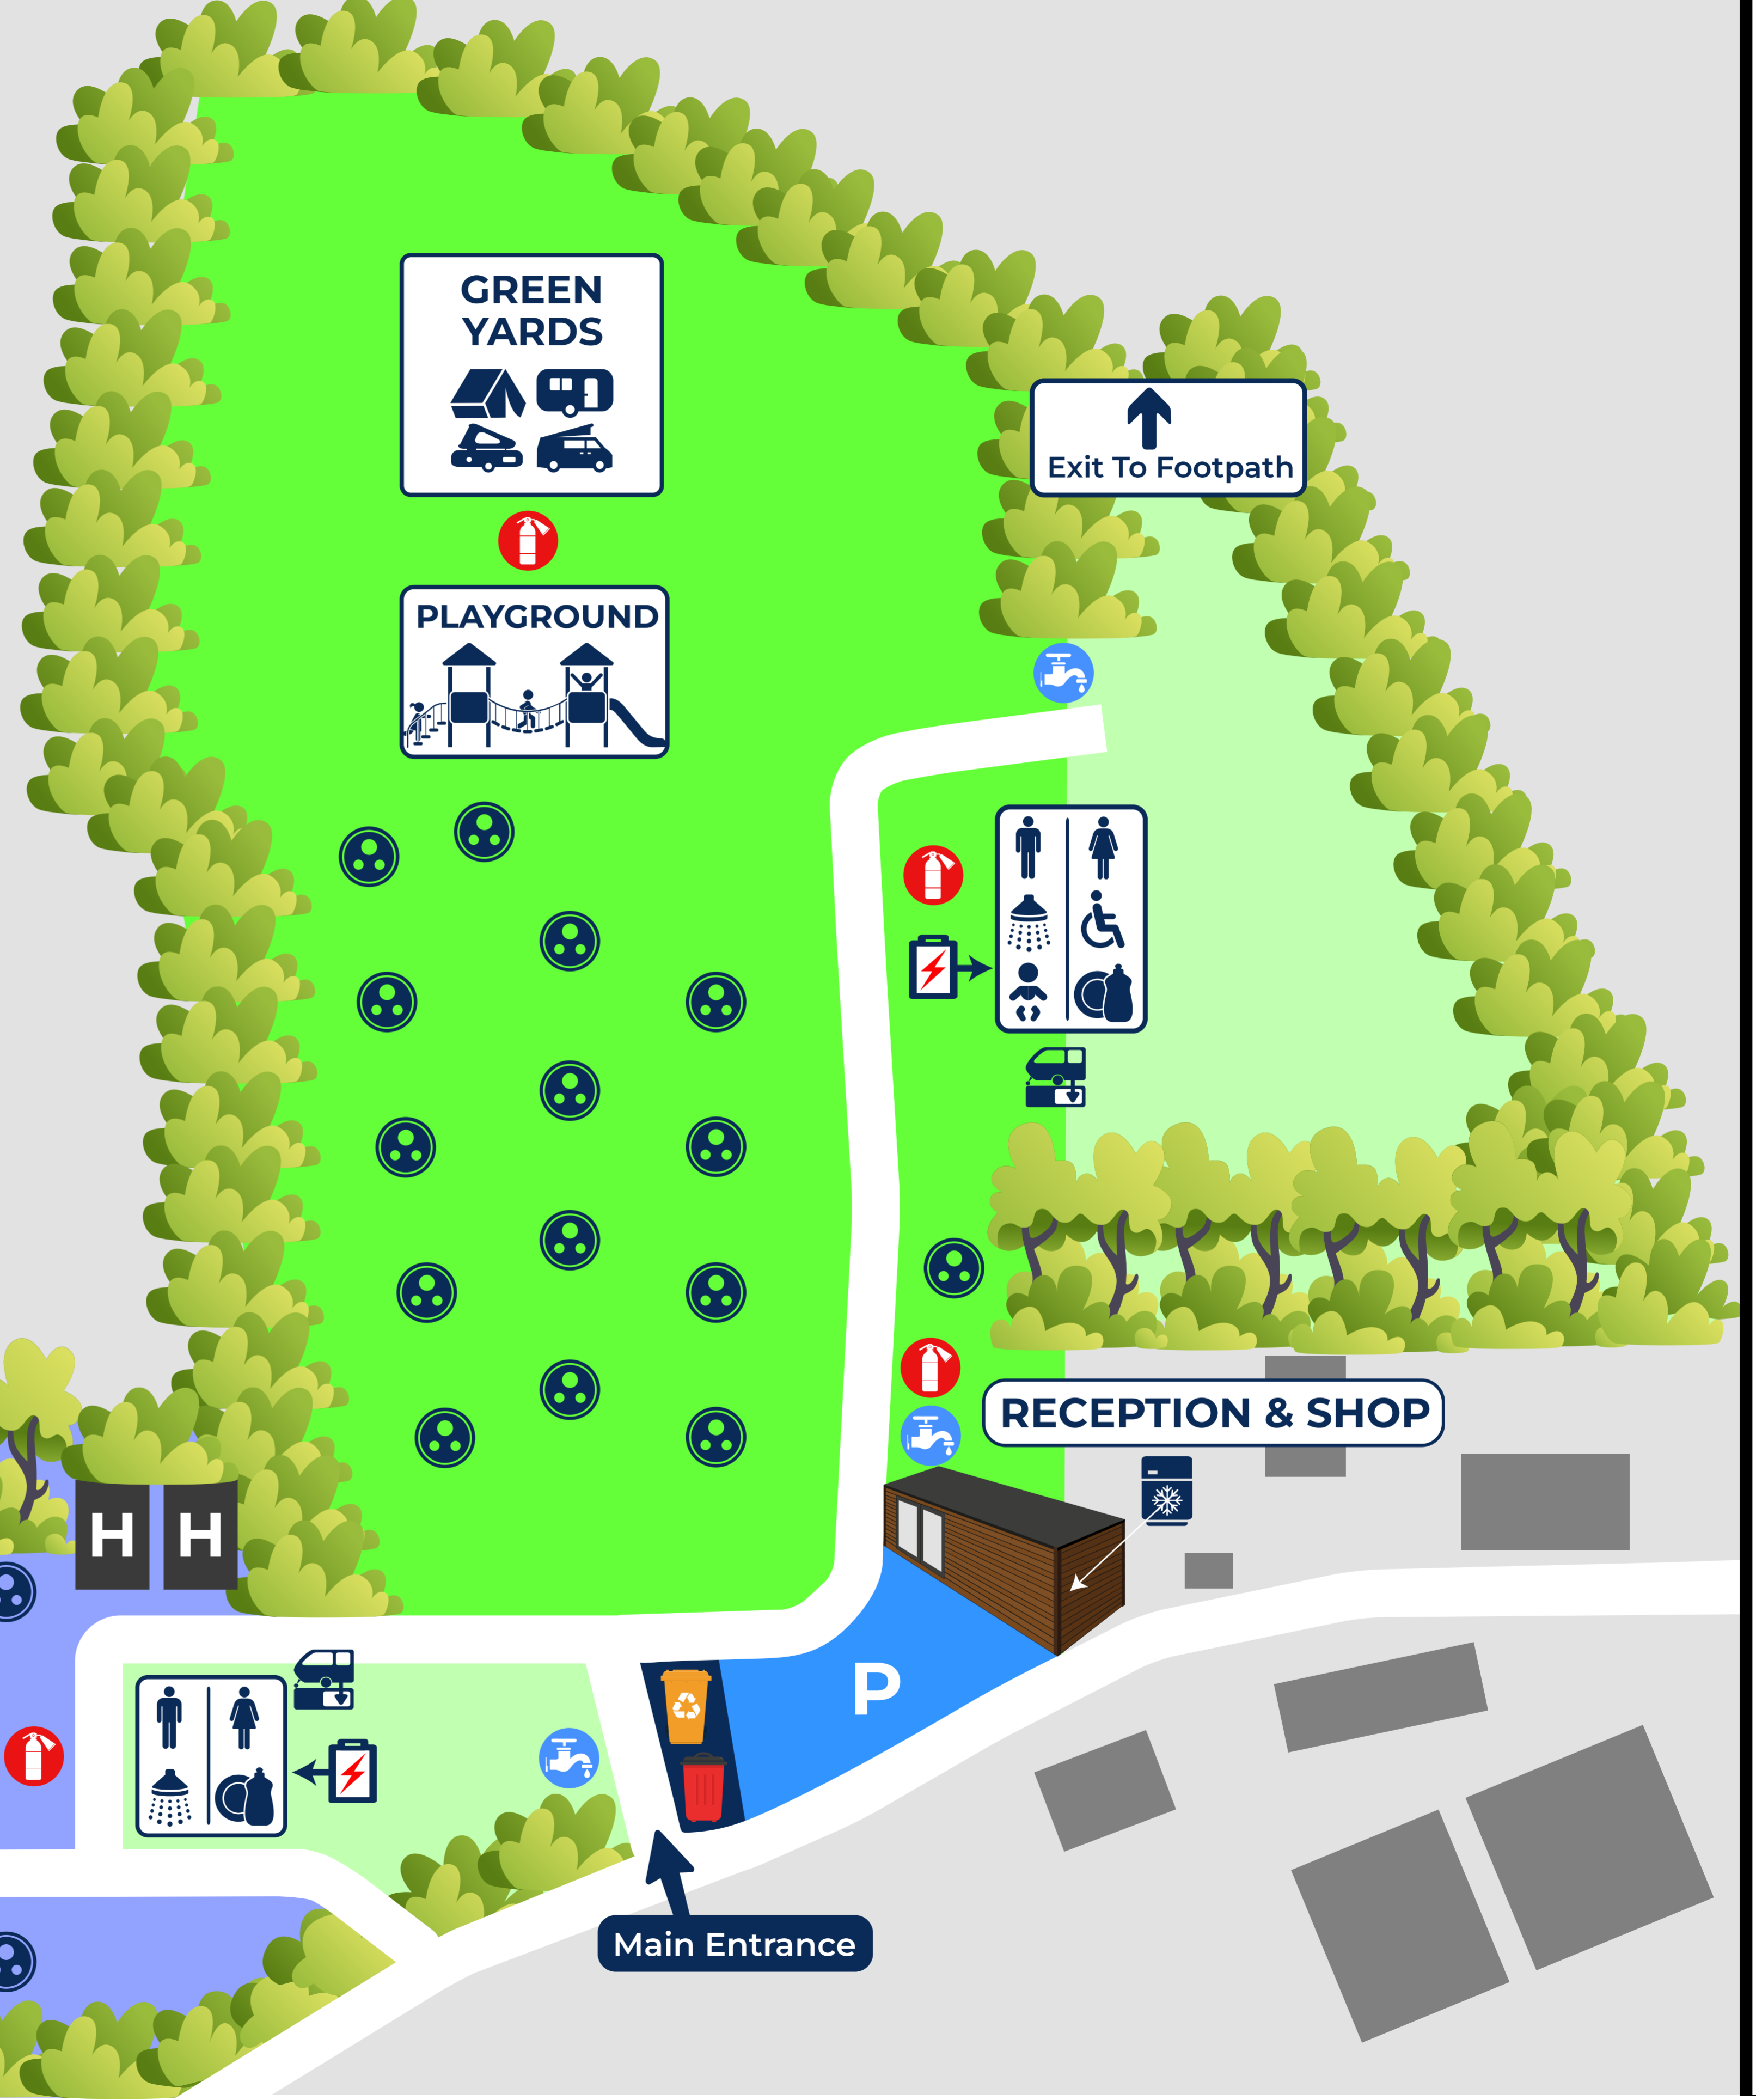 GREEN
YARDS
Exit To Footpath
PLAYGROUND
RECEPTION & SHOP
H H
P
Main Entrance